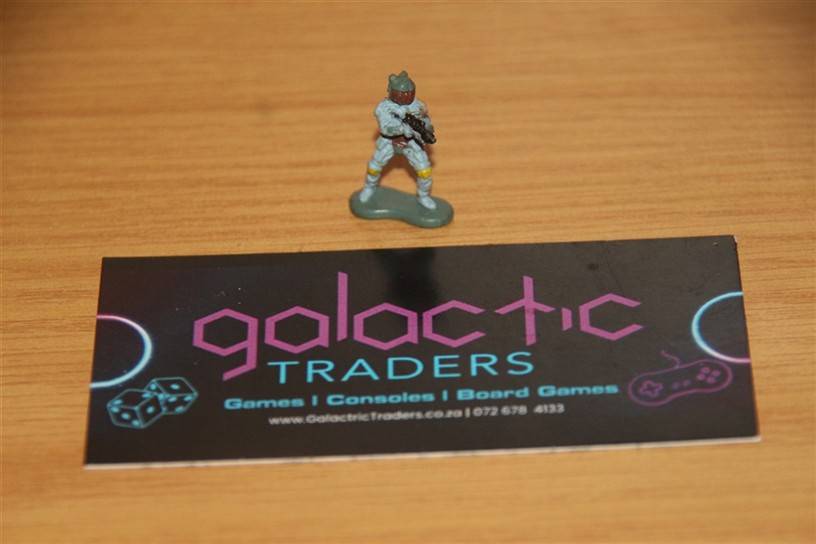 galactic
TRADERS
Games | Consoles | Board Games
www.GalactricTraders.co.za | 072 678 4133